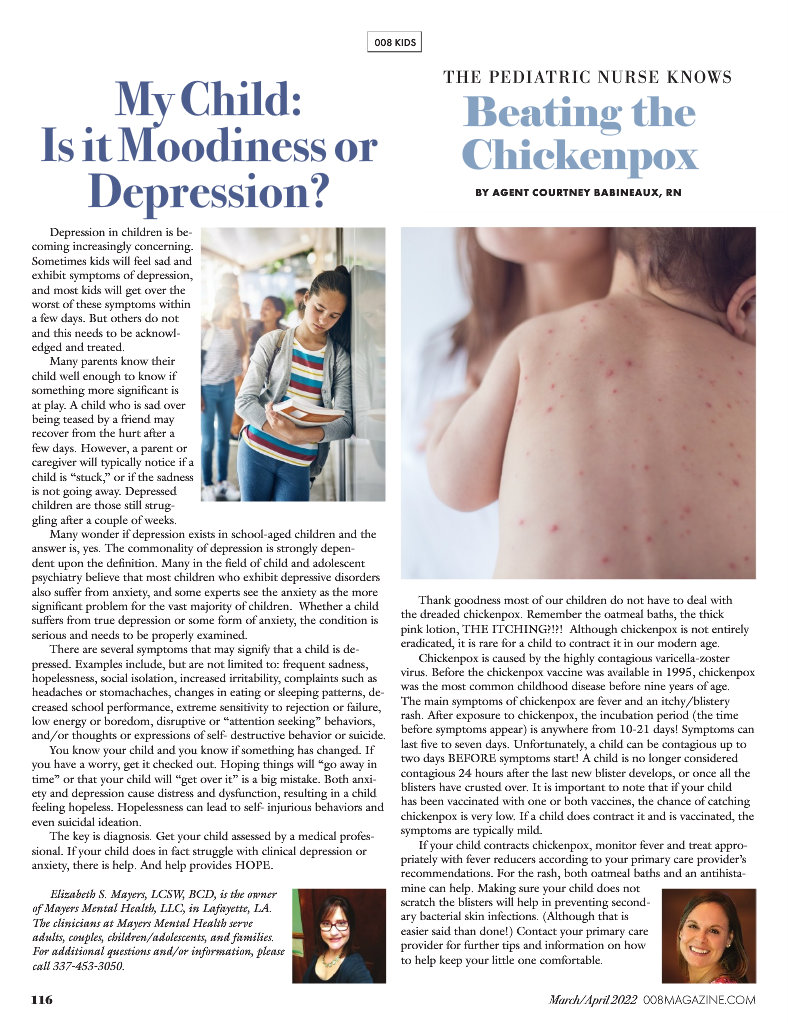 008 KIDS
My Child:
Is it Moodiness or
Depression?
Depression in children is be-
coming increasingly concerning.
Sometimes kids will feel sad and
exhibit symptoms of depression,
and most kids will get over the
worst of these symptoms within
a few days. But others do not
and this needs to be acknowl-
edged and treated.
Many parents know their
child well enough to know if
something more significant is
at play. A child who is sad over
being teased by a friend may
recover from the hurt after a
few days. However, a parent or
caregiver will typically notice if a
child is “stuck,” or if the sadness
is not going away. Depressed
children are those still strug-
gling after a couple of weeks.
Many wonder if depression exists in school-aged children and the
answer is, yes. The commonality of depression is strongly depen-
dent upon the definition. Many in the field of child and adolescent
psychiatry believe that most children who exhibit depressive disorders
also suffer from anxiety, and some experts see the anxiety as the more
significant problem for the vast majority of children. Whether a child
suffers from true depression or some form of anxiety, the condition is
serious and needs to be properly examined.
There are several symptoms that may signify that a child is de-
pressed. Examples include, but are not limited to: frequent sadness,
hopelessness, social isolation, increased irritability, complaints such as
headaches or stomachaches, changes in eating or sleeping patterns, de-
creased school performance, extreme sensitivity to rejection or failure,
low energy or boredom, disruptive or “attention seeking” behaviors,
and/or thoughts or expressions of self- destructive behavior or suicide.
You know your child and you know if something has changed. If
you have a worry, get it checked out. Hoping things will “go away in
time” or that your child will “get over it” is a big mistake. Both anxi-
ety and depression cause distress and dysfunction, resulting in a child
feeling hopeless. Hopelessness can lead to self- injurious behaviors and
even suicidal ideation.
The key is diagnosis. Get your child assessed by a medical profes-
sional. If your child does in fact struggle with clinical depression or
anxiety, there is help. And help provides HOPE.
Elizabeth S. Mayers, LCSW, BCD, is the owner
of Mayers Mental Health, LLC, in Lafayette, LA.
The clinicians at Mayers Mental Health serve
adults, couples, children/adolescents, and families.
For additional questions and/or information, please
call 337-453-3050.
THE PEDIATRIC NURSE KNOWS
Beating the
Chickenpox
BY AGENT COURTNEY BABINEAUX, RN
Thank goodness most of our children do not have to deal with
the dreaded chickenpox. Remember the oatmeal baths, the thick
pink lotion, THE ITCHING?!?! Although chickenpox is not entirely
eradicated, it is rare for a child to contract it in our modern age.
Chickenpox is caused by the highly contagious varicella-zoster
virus. Before the chickenpox vaccine was available in 1995, chickenpox
was the most common childhood disease before nine years of age.
The main symptoms of chickenpox are fever and an itchy/blistery
rash. After exposure to chickenpox, the incubation period (the time
before symptoms appear) is anywhere from 10-21 days! Symptoms can
last five to seven days. Unfortunately, a child can be contagious up to
two days BEFORE symptoms start! A child is no longer considered
contagious 24 hours after the last new blister develops, or once all the
blisters have crusted over. It is important to note that if your child
has been vaccinated with one or both vaccines, the chance of catching
chickenpox is very low. If a child does contract it and is vaccinated, the
symptoms are typically mild.
If your child contracts chickenpox, monitor fever and treat appro-
priately with fever reducers according to your primary care provider’s
recommendations. For the rash, both oatmeal baths and an antihista-
mine can help. Making sure your child does not
scratch the blisters will help in preventing second-
ary bacterial skin infections. (Although that is
easier said than done!) Contact your primary care
provider for further tips and information on how
to help keep your little one comfortable.
116
March/April 2022 008MAGAZINE.COM